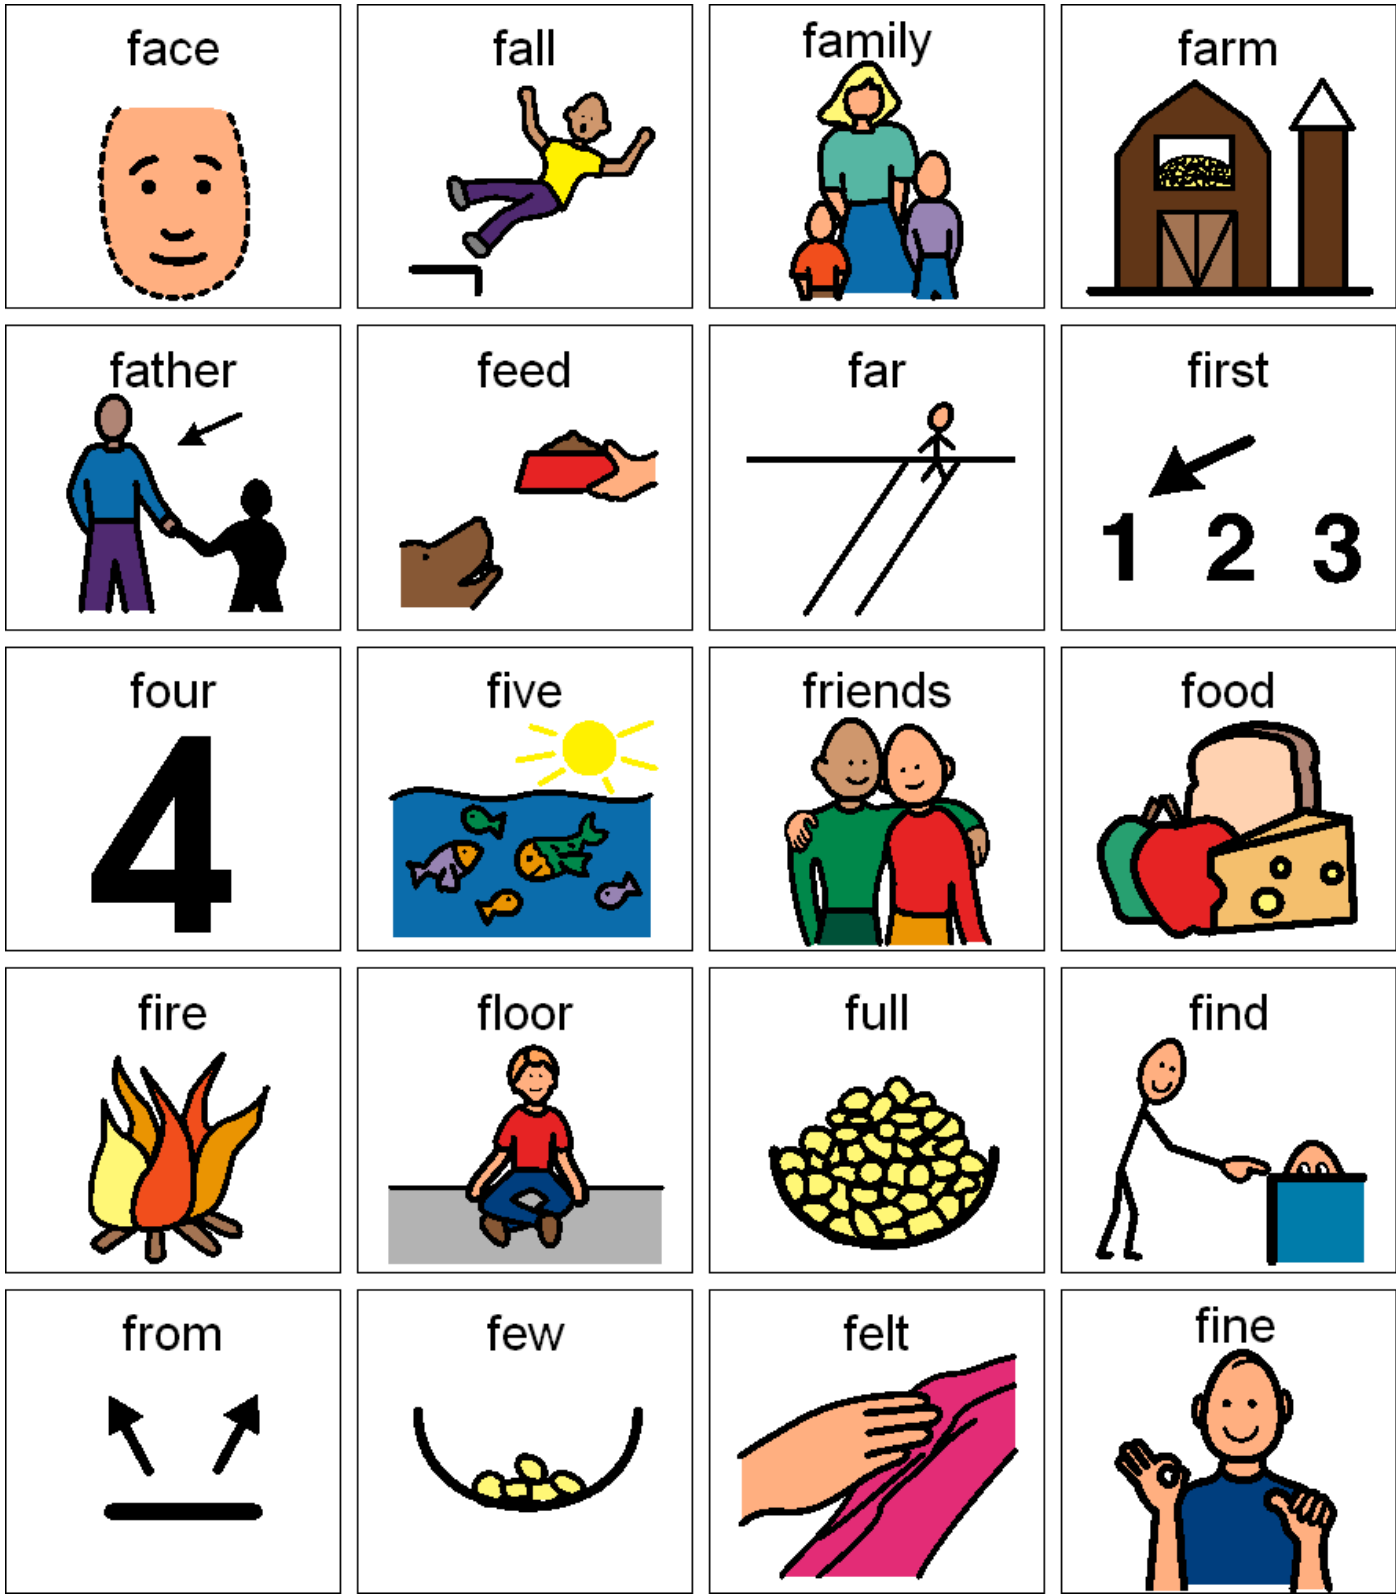 face
fall
family
farm
father
feed
far
first
1 2 3
four
4
five
friends
food
fire
floor
full
find
from
few
felt
fine